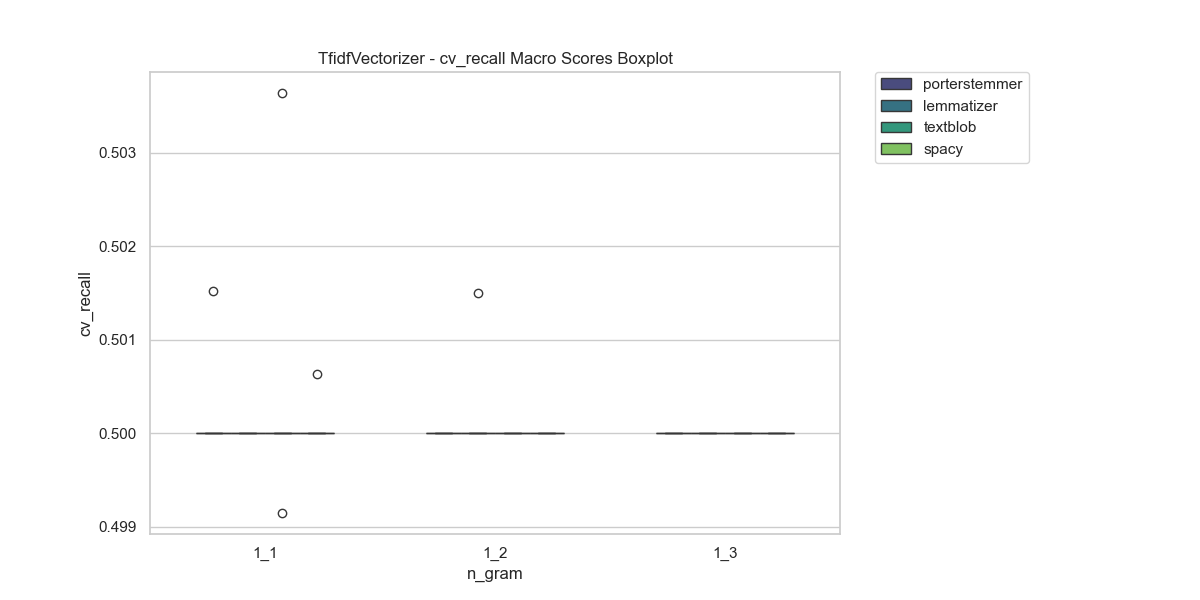 TfidfVectorizer - cv_recall Macro Scores Boxplot
porterstemmer
lemmatizer
textblob
spacy
cv_recall
0.503
0.502
0.501
0.500
0.499
1_1
1_2
1_3
n_gram